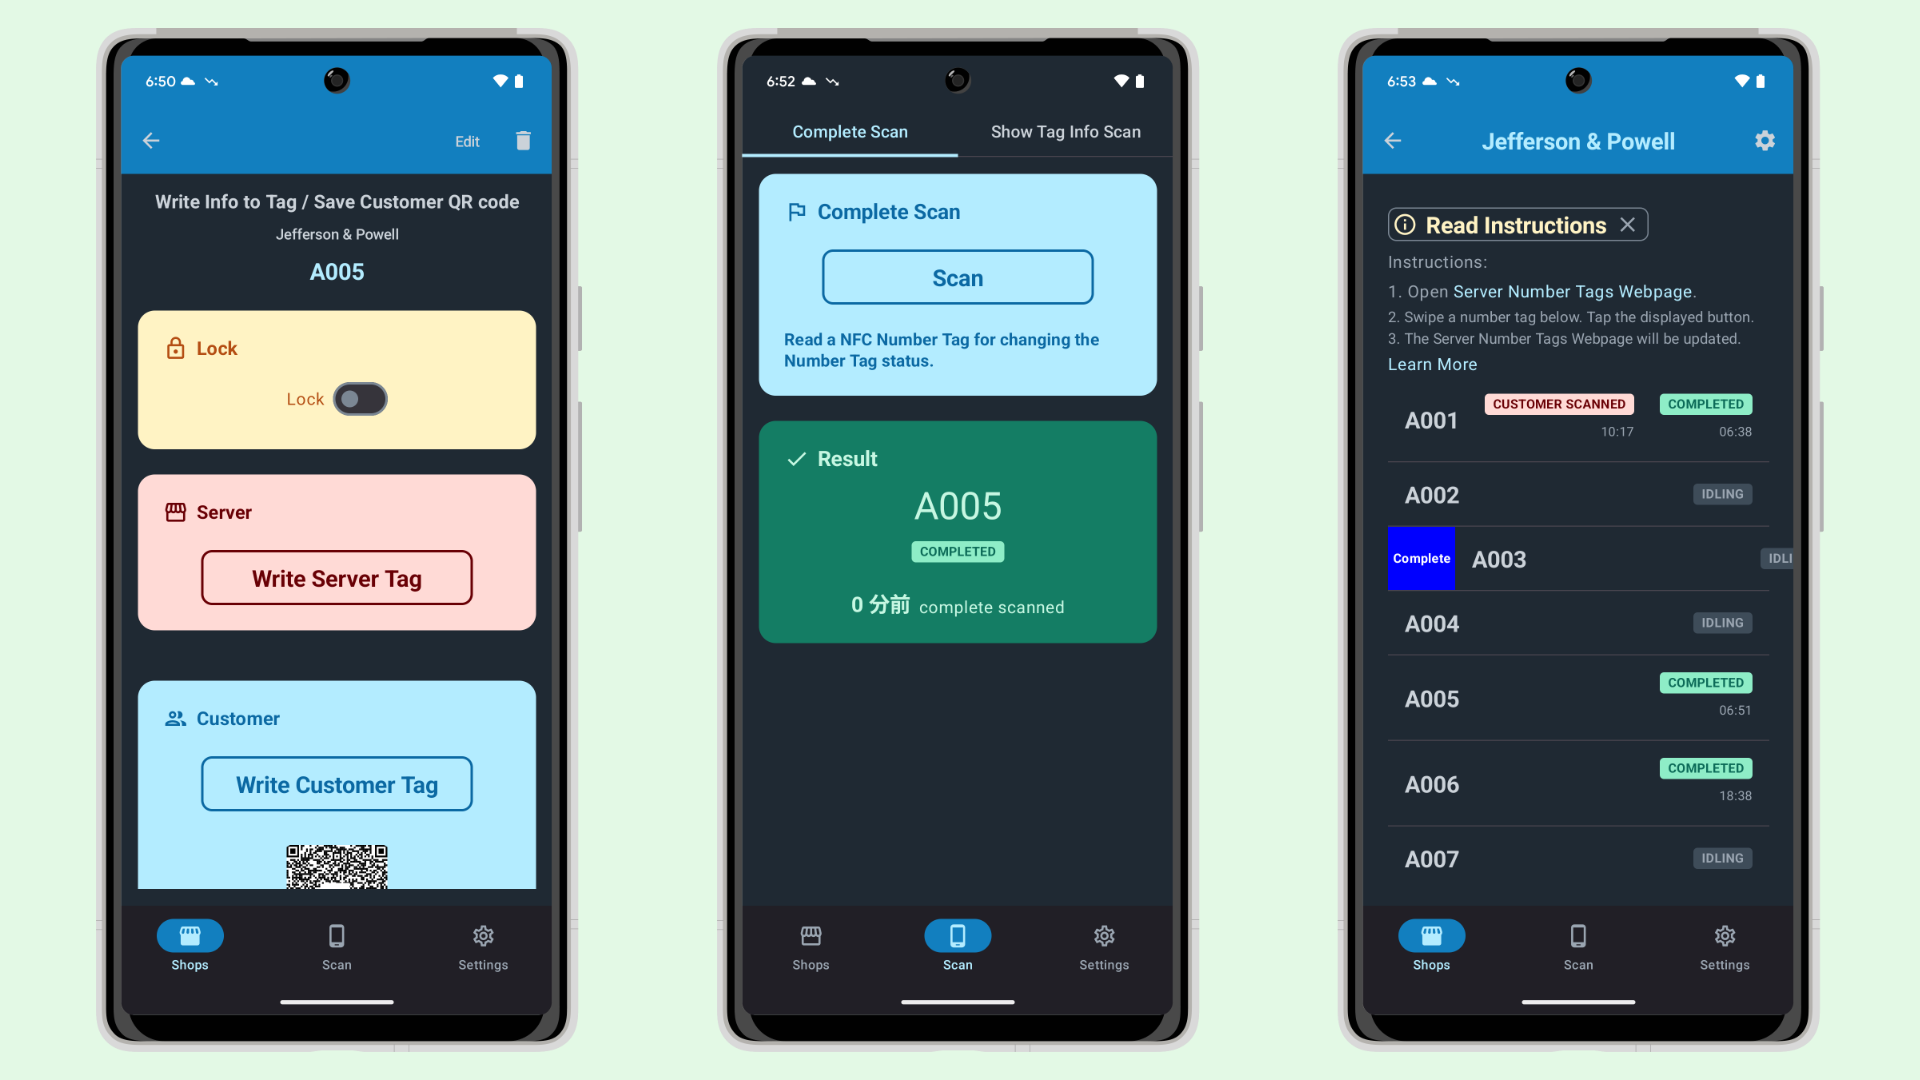 6:50
Edit
Write Info to Tag / Save Customer QR code
Jefferson & Powell
A005
Lock
Lock
Server
Write Server Tag
Customer
Write Customer Tag
Shops
Scan
Settings
6:52
Complete Scan
Show Tag Info Scan
Complete Scan
Scan
Read a NFC Number Tag for changing the
Number Tag status.
Result
A005
COMPLETED
0 分前 complete scanned
Shops
Scan
Settings
6:53
Jefferson & Powell
Read Instructions
Instructions:
1. Open Server Number Tags Webpage.
2. Swipe a number tag below. Tap the displayed button.
3. The Server Number Tags Webpage will be updated.
Learn More
A001
CUSTOMER SCANNED
COMPLETED
10:17
06:38
A002
IDLING
Complete
A003
IDLI
A004
IDLING
A005
COMPLETED
06:51
A006
COMPLETED
18:38
A007
IDLING
Shops
Scan
Settings